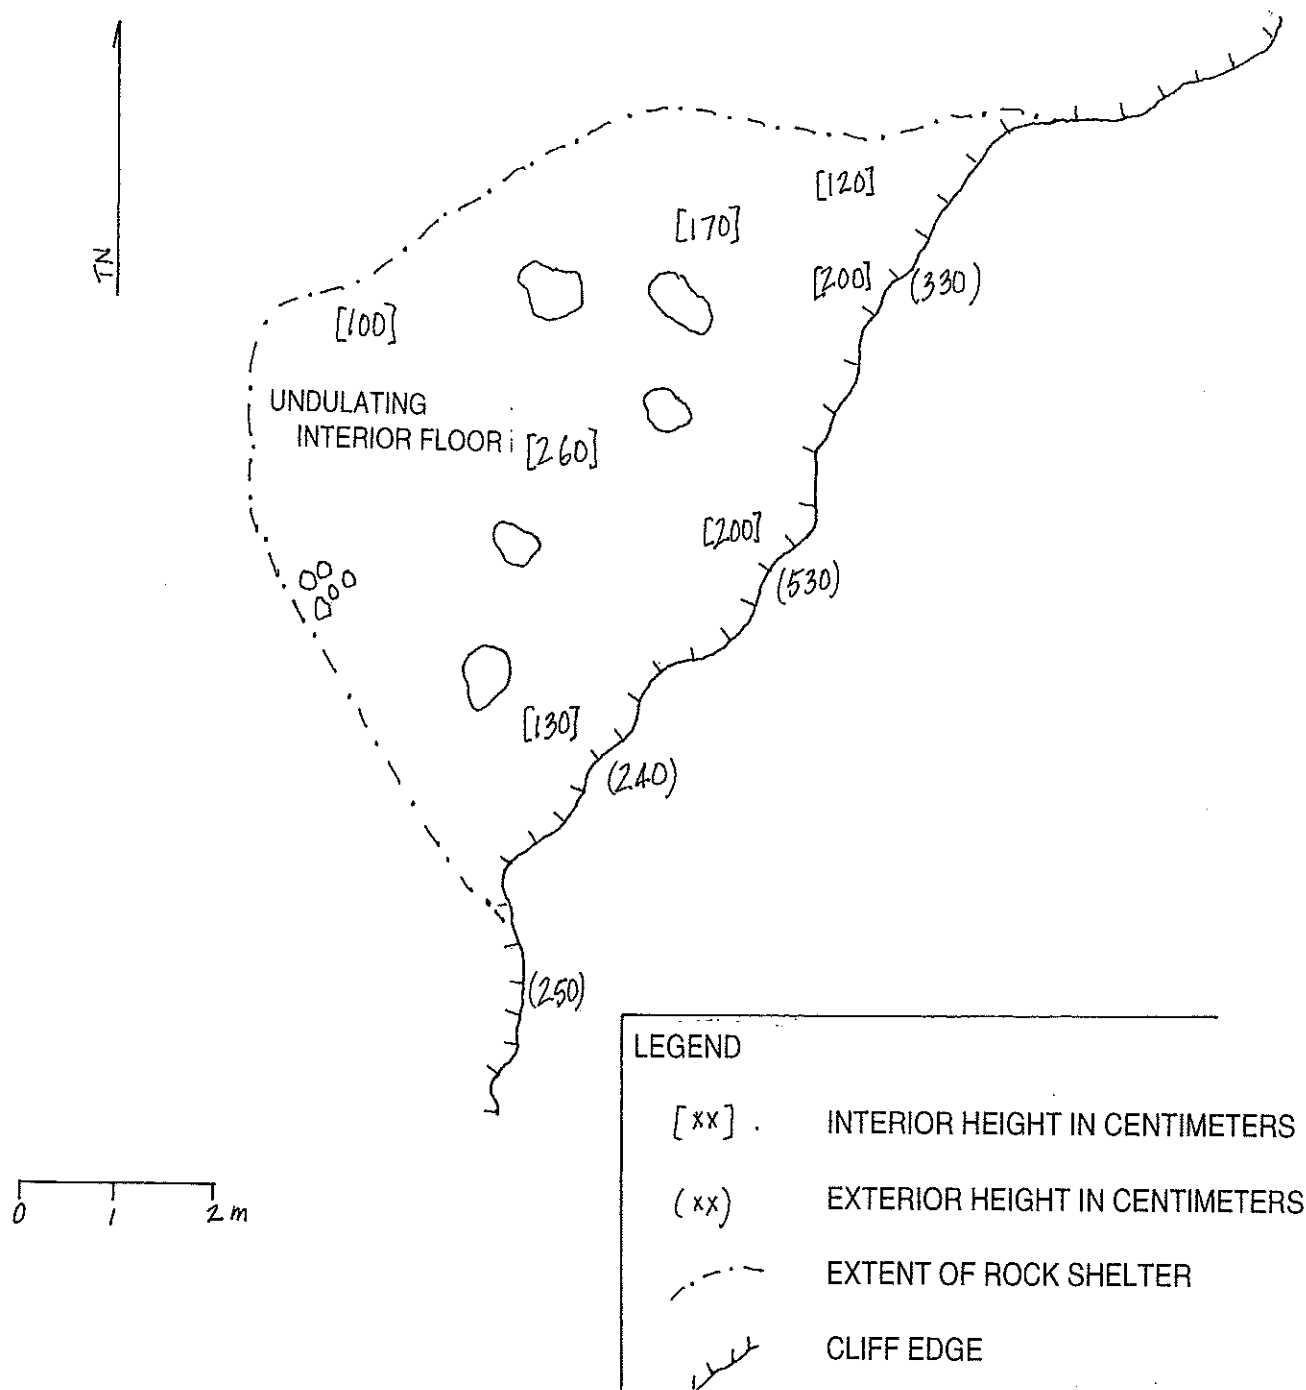 TN
[120]
[170]
[200] (330)
[100]
UNDULATING
INTERIOR FLOOR [260]
[200]
(530)
[130]
(240)
(250)
LEGEND
[xx] INTERIOR HEIGHT IN CENTIMETERS
(xx) EXTERIOR HEIGHT IN CENTIMETERS
EXTENT OF ROCK SHELTER
CLIFF EDGE
0 1 2 m